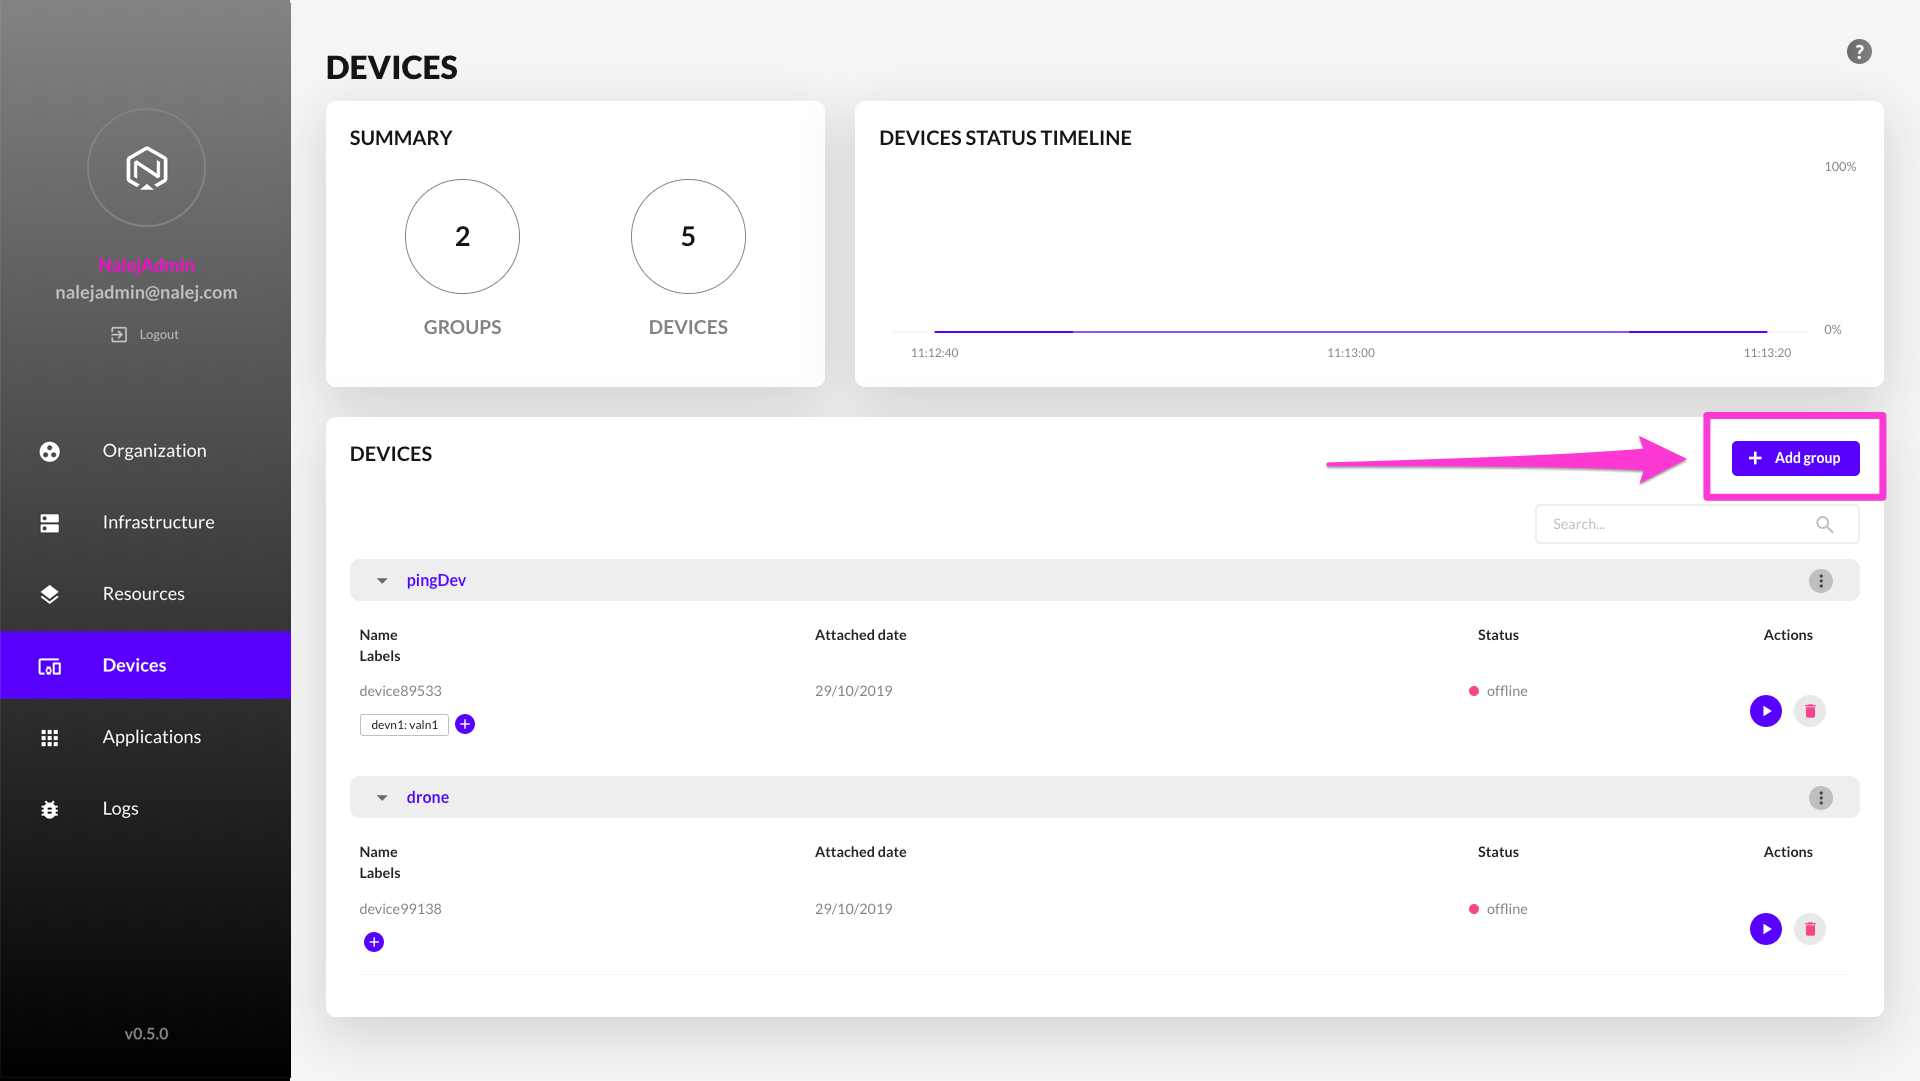 NalejAdmin
nalejadmin@nalej.com
Logout
Organization
Infrastructure
Resources
Devices
Applications
Logs
v0.5.0
DEVICES
?
SUMMARY
2
5
GROUPS
DEVICES
DEVICES STATUS TIMELINE
100%
0%
11:12:40
11:13:00
11:13:20
DEVICES
+ Add group
Search...
pingDev
Name
Labels
Attached date
Status
Actions
device89533
29/10/2019
offline
devn1: valn1
drone
Name
Labels
Attached date
Status
Actions
device99138
29/10/2019
offline